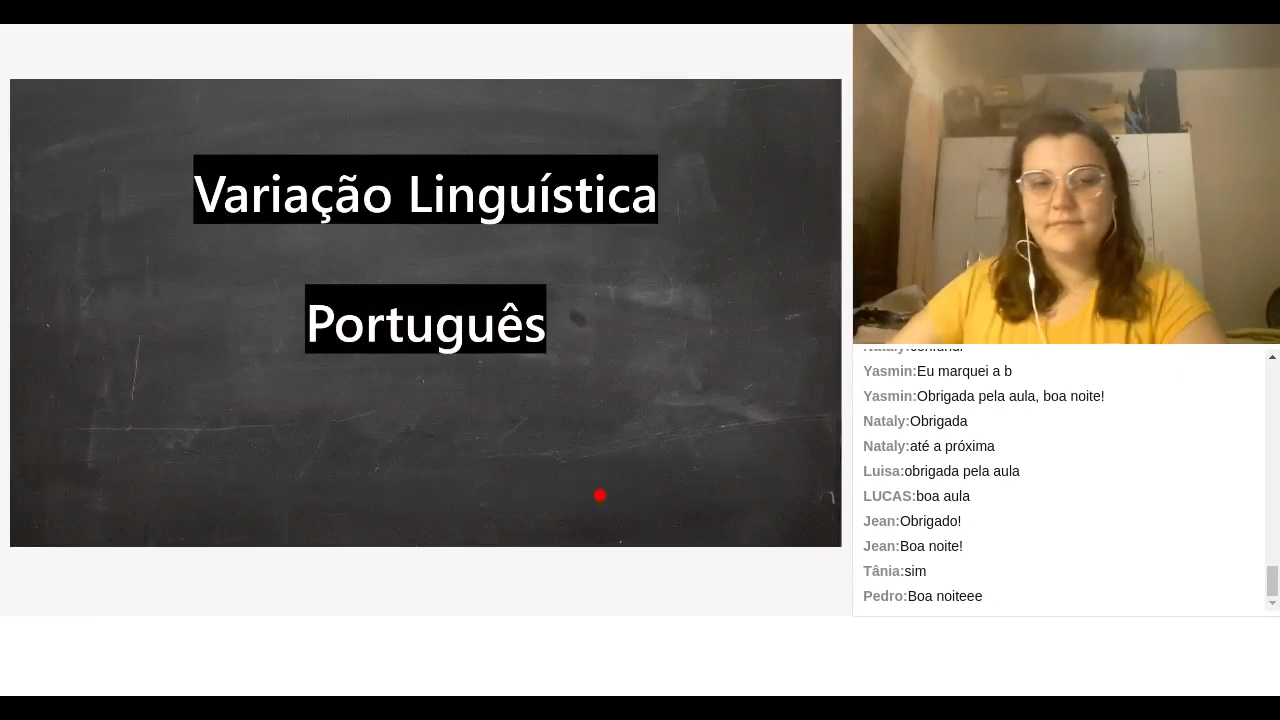 Variação Linguística
Português
Yasmin:Eu marquei a b
Yasmin:Obrigada pela aula, boa noite!
Nataly:Obrigada
Nataly:até a próxima
Luisa:obrigada pela aula
LUCAS:boa aula
Jean:Obrigado!
Jean:Boa noite!
Tânia:sim
Pedro:Boa noiteee